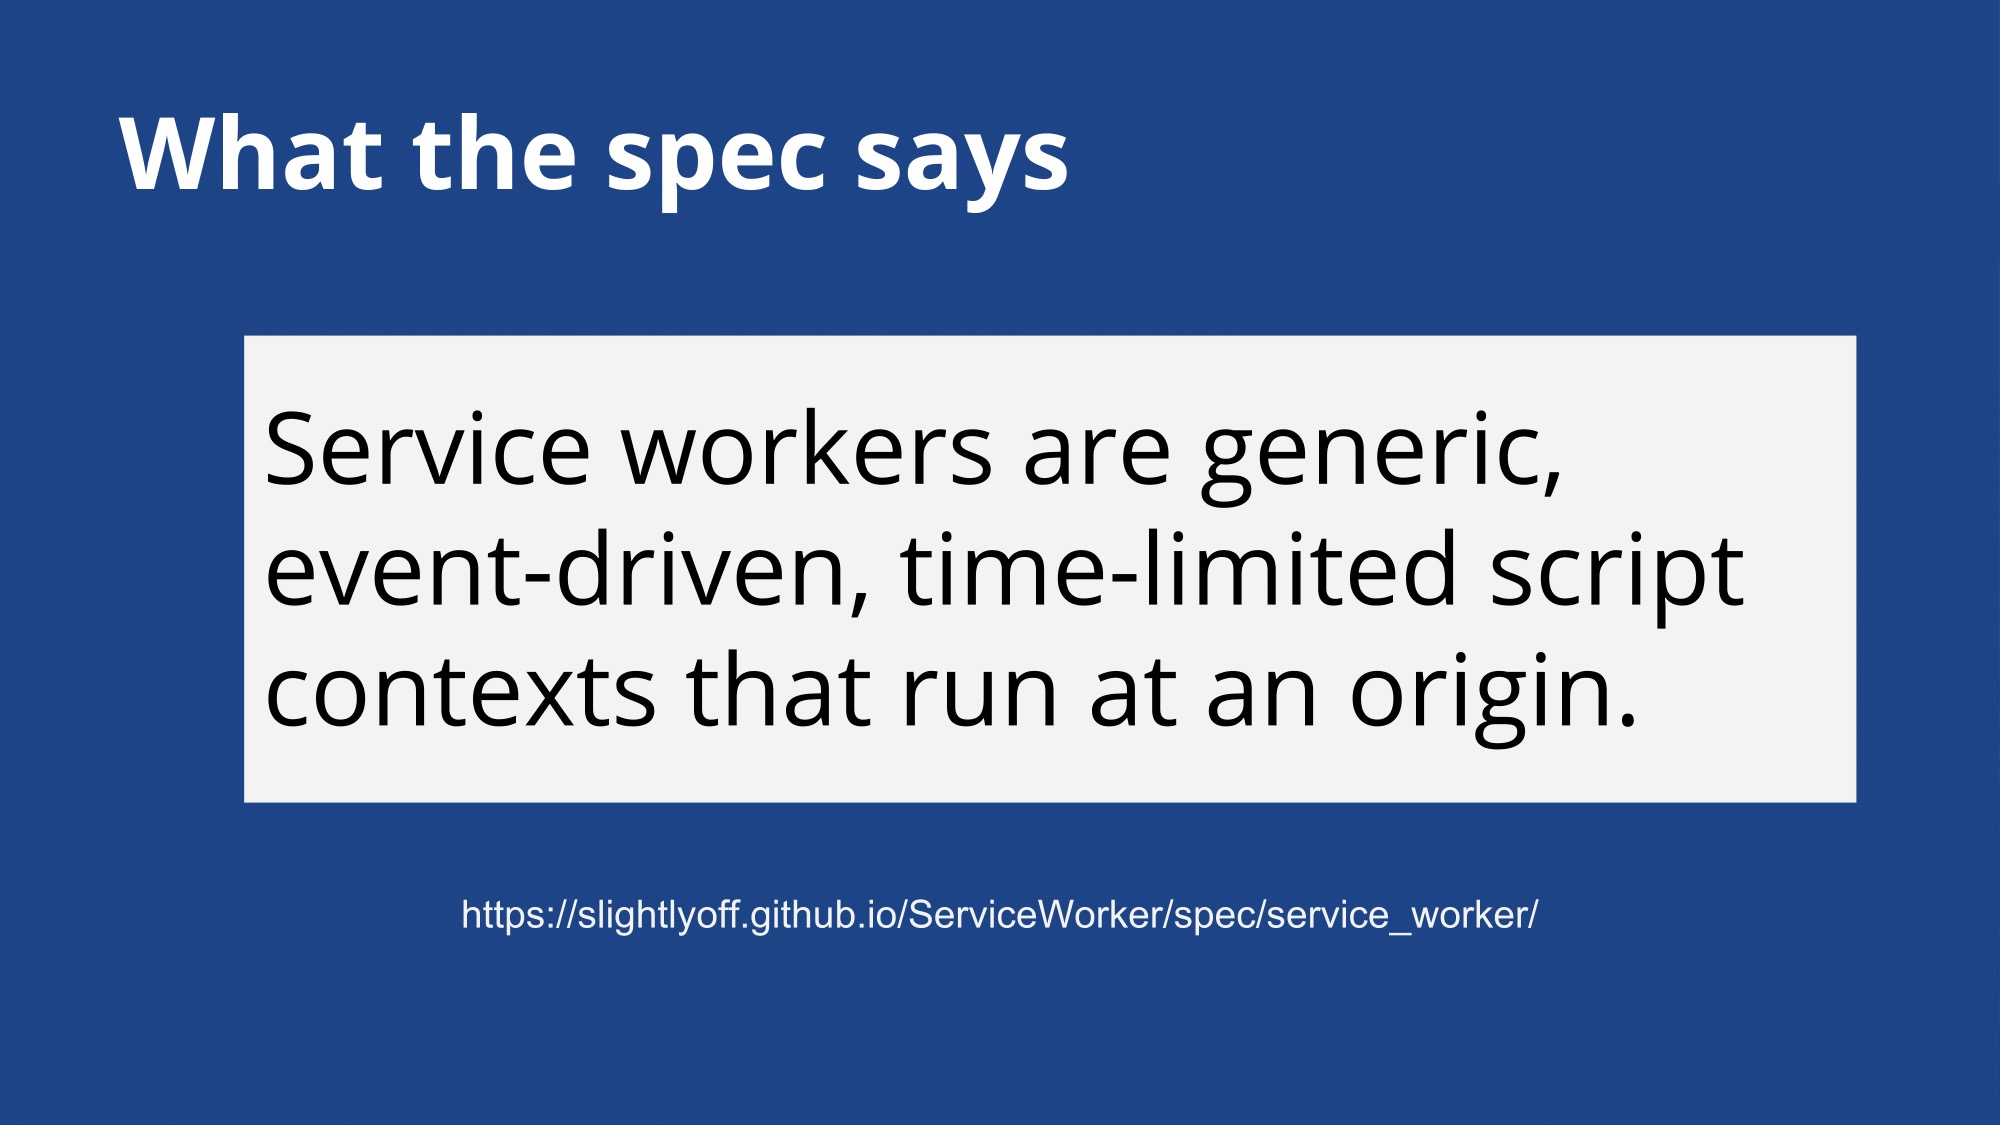 What the spec says
Service workers are generic,
event-driven, time-limited script
contexts that run at an origin.
https://slightlyoff.github.io/ServiceWorker/spec/service_worker/